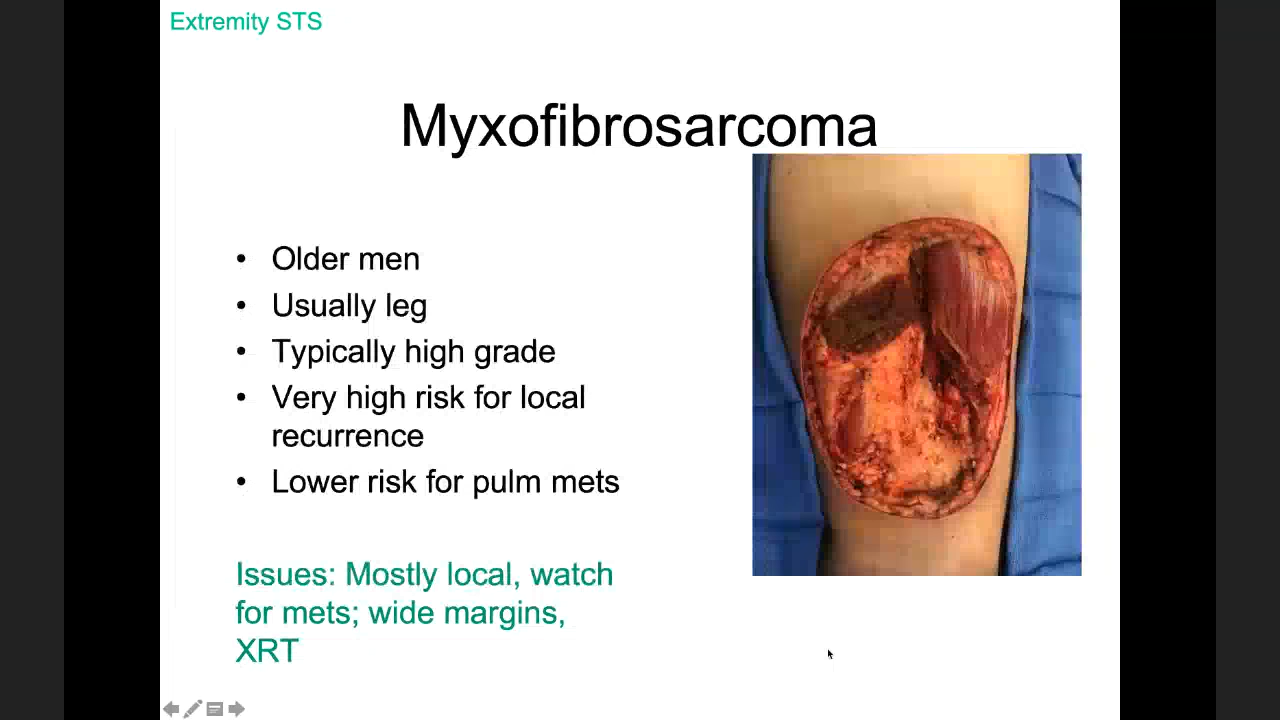 Extremity STS
Myxofibrosarcoma
• Older men
• Usually leg
• Typically high grade
• Very high risk for local
recurrence
• Lower risk for pulm mets
Issues: Mostly local, watch
for mets; wide margins,
XRT